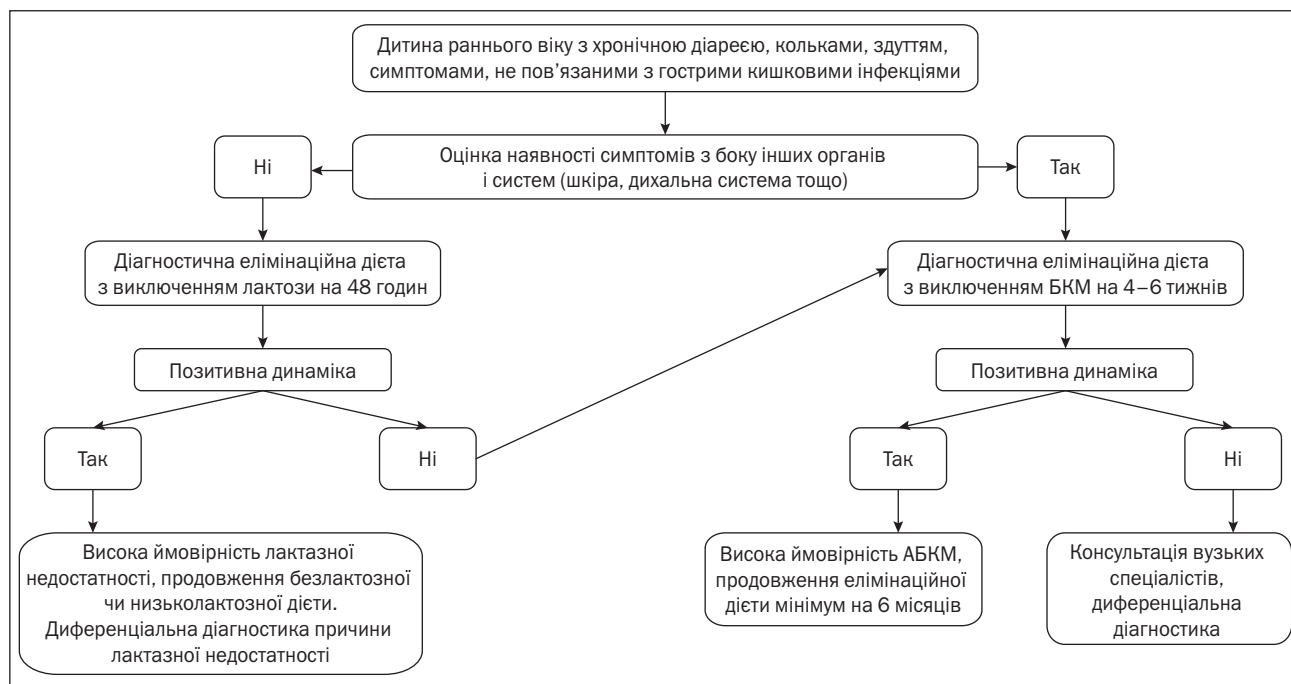 Дитина раннього віку з хронічною діареєю, кольками, здуттям,
симптомами, не пов’язаними з гострими кишковими інфекціями
Ні
Оцінка наявності симптомів з боку інших органів
і систем (шкіра, дихальна система тощо)
Так
Діагностична елімінаційна дієта
з виключенням лактози на 48 годин
Діагностична елімінаційна дієта
з виключенням БКМ на 4–6 тижнів
Позитивна динаміка
Позитивна динаміка
Так
Ні
Так
Ні
Висока ймовірність лактазної
недостатності, продовження безлактозної
чи низьколактозної дієти.
Диференціальна діагностика причини
лактазної недостатності
Висока ймовірність АБКМ,
продовження елімінаційної
дієти мінімум на 6 місяців
Консультація вузьких
спеціалістів,
диференціальна
діагностика